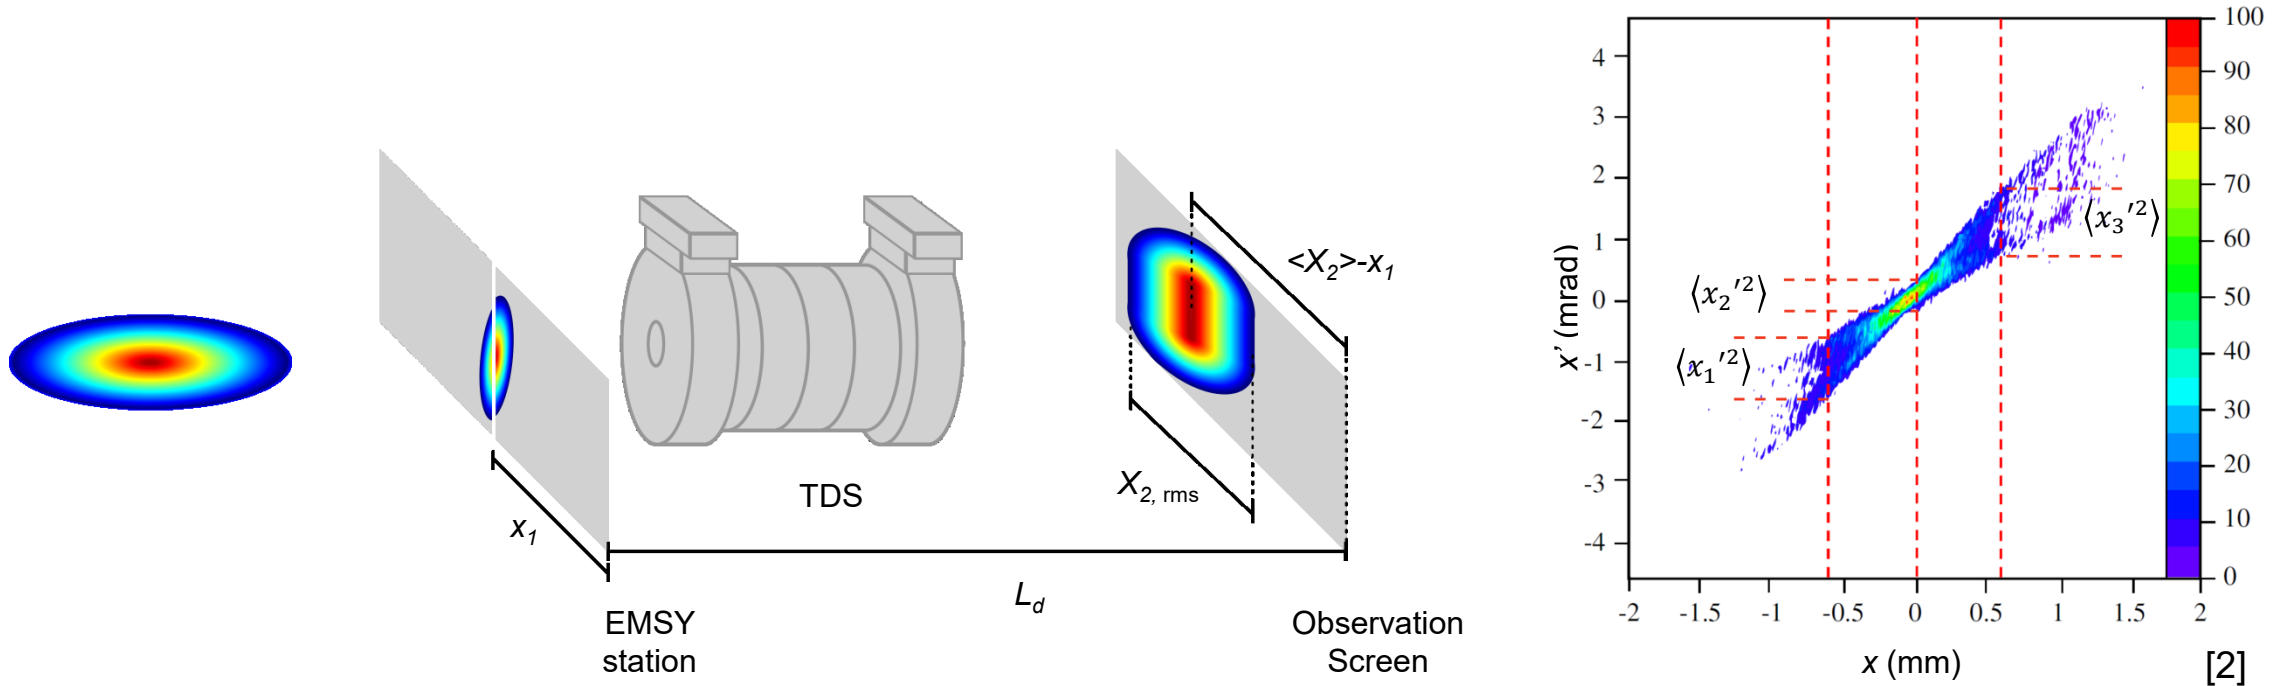 x₁
EMSY
station
TDS
L_d
<X₂>-x₁
X₂, rms
Observation
Screen
x' (mrad)
4
3
2
1
0
-1
-2
-3
-4
⟨x₁′²⟩
⟨x₂′²⟩
⟨x₃′²⟩
-2 -1.5 -1 -0.5 0 0.5 1 1.5 2
x (mm)
100
90
80
70
60
50
40
30
20
10
0
[2]